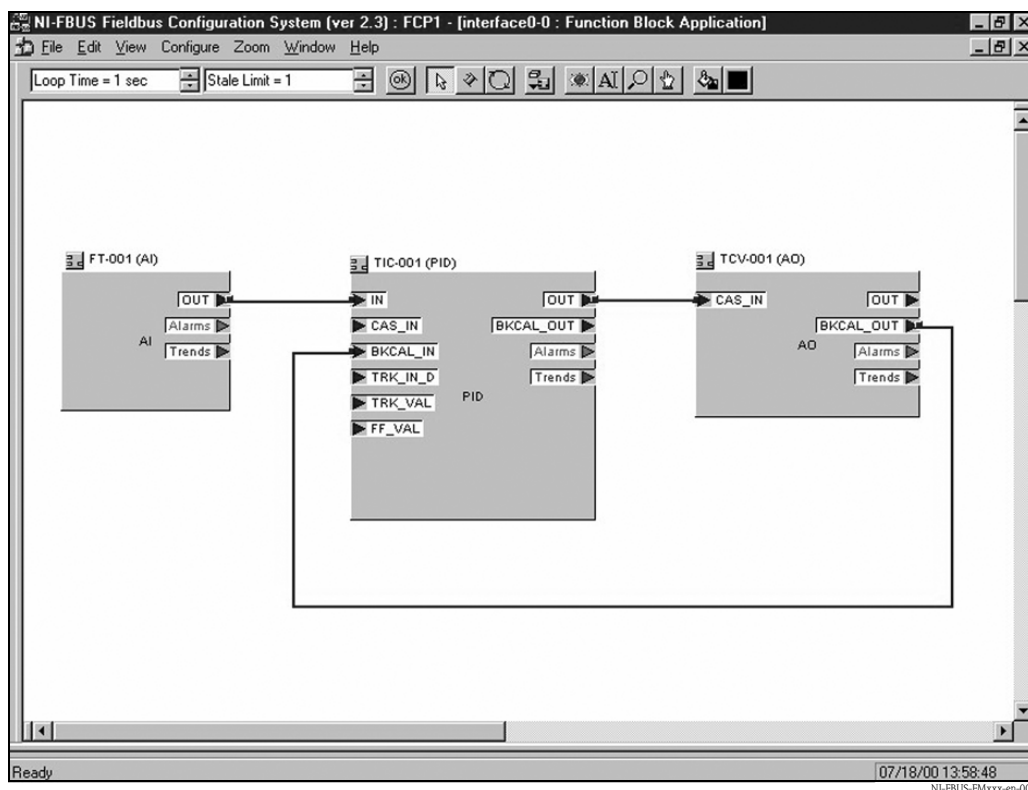 NI-FBUS Fieldbus Configuration System (ver 2.3) : FCP1 - [interface0-0 : Function Block Application]
File Edit View Configure Zoom Window Help
Loop Time = 1 sec Stale Limit = 1 ok AI
FT-001 (AI)
OUT
Alarms
AI
Trends
TIC-001 (PID)
IN OUT
CAS_IN BKCAL_OUT
BKCAL_IN Alarms
TRK_IN_D Trends
PID
TRK_VAL
FF_VAL
TCV-001 (AO)
CAS_IN OUT
BKCAL_OUT
AO Alarms
Trends
Ready 07/18/00 13:58:48